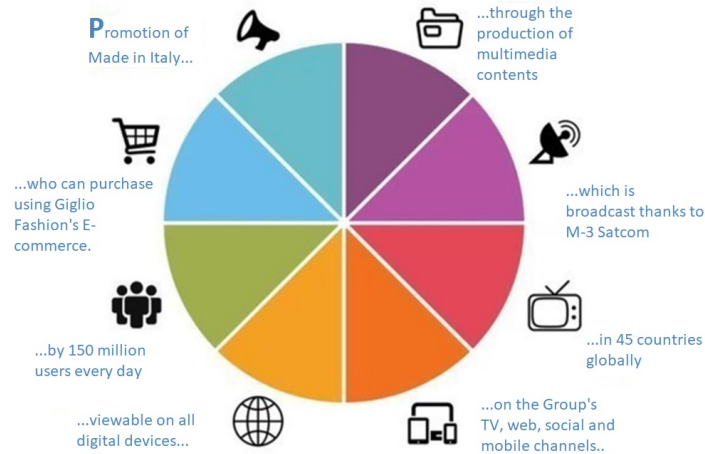 Promotion of
Made in Italy...
...through the
production of
multimedia
contents
...which is
broadcast thanks to
M-3 Satcom
...in 45 countries
globally
...on the Group's
TV, web, social and
mobile channels..
...viewable on all
digital devices...
...by 150 million
users every day
...who can purchase
using Giglio
Fashion's E-
commerce.